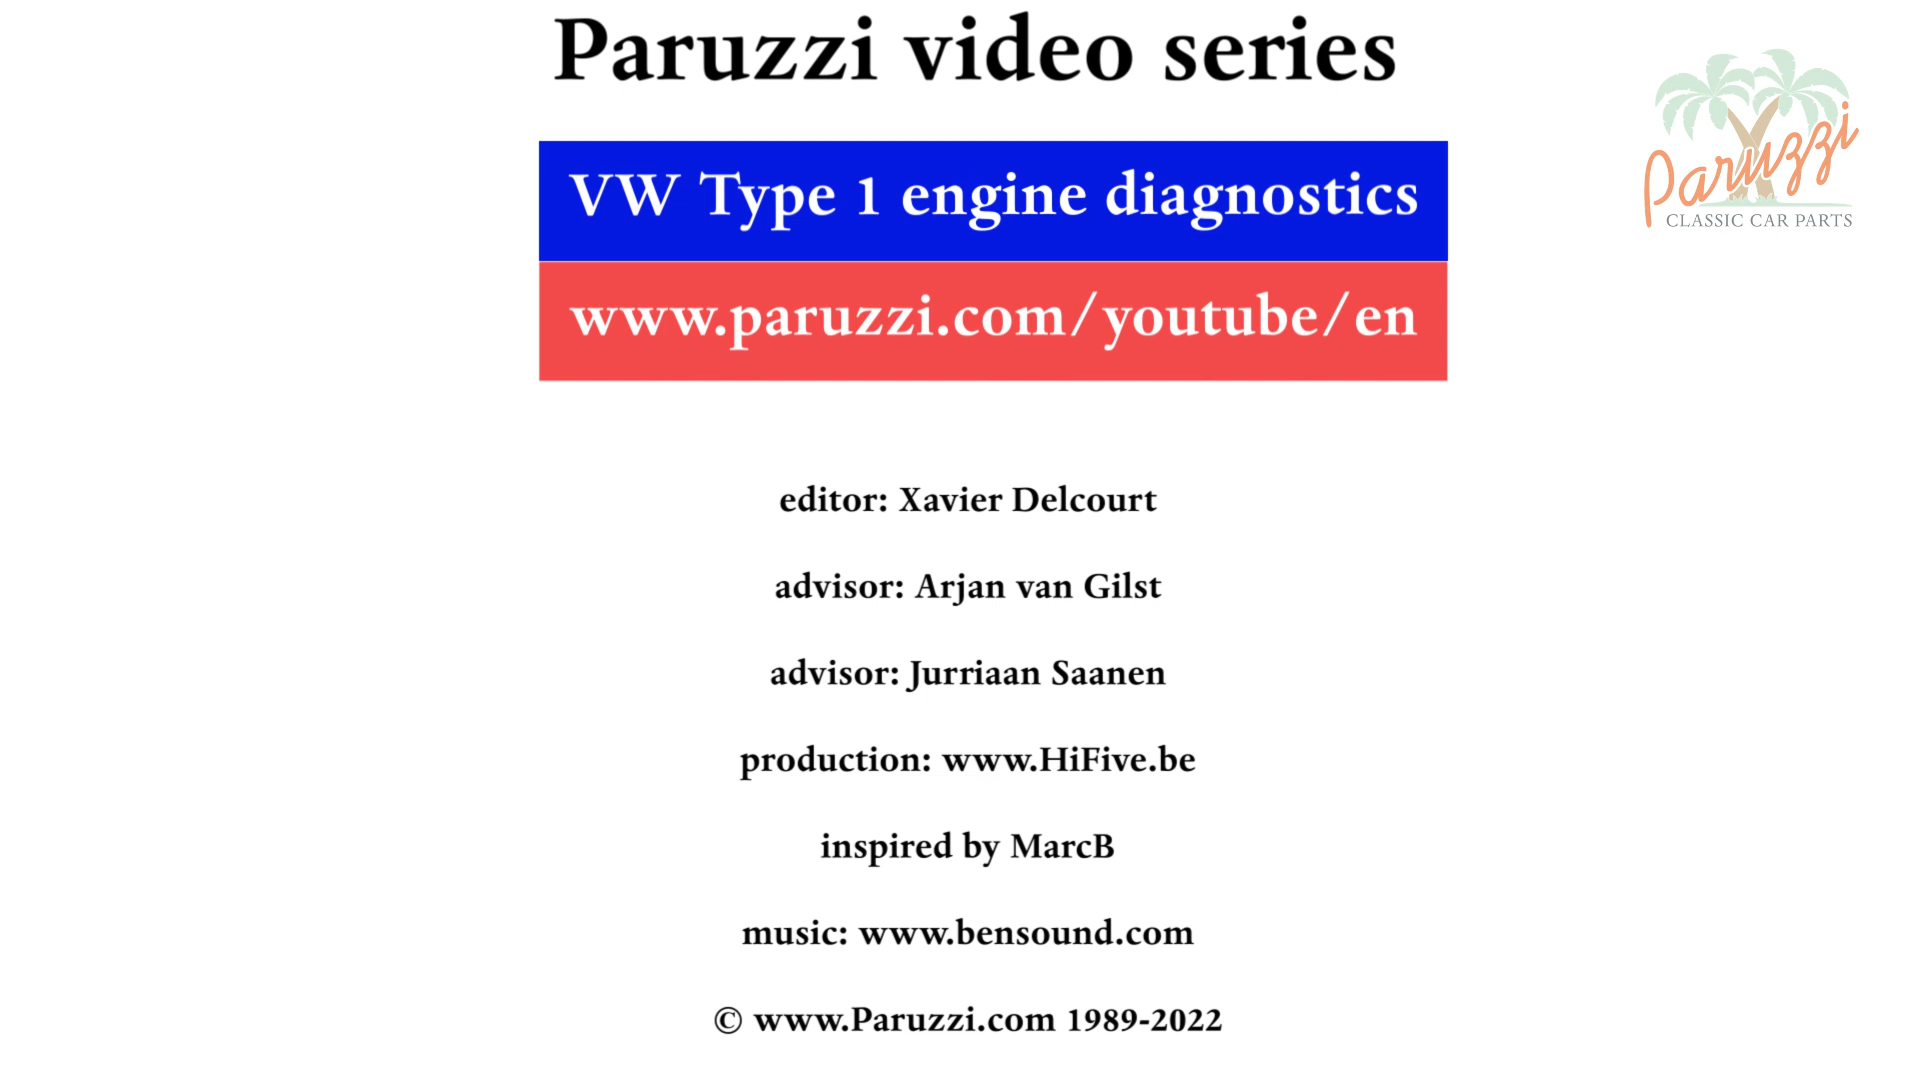 Paruzzi video series
Paruzzi
CLASSIC CAR PARTS
VW Type 1 engine diagnostics
www.paruzzi.com/youtube/en
editor: Xavier Delcourt
advisor: Arjan van Gilst
advisor: Jurriaan Saanen
production: www.HiFive.be
inspired by MarcB
music: www.bensound.com
© www.Paruzzi.com 1989-2022